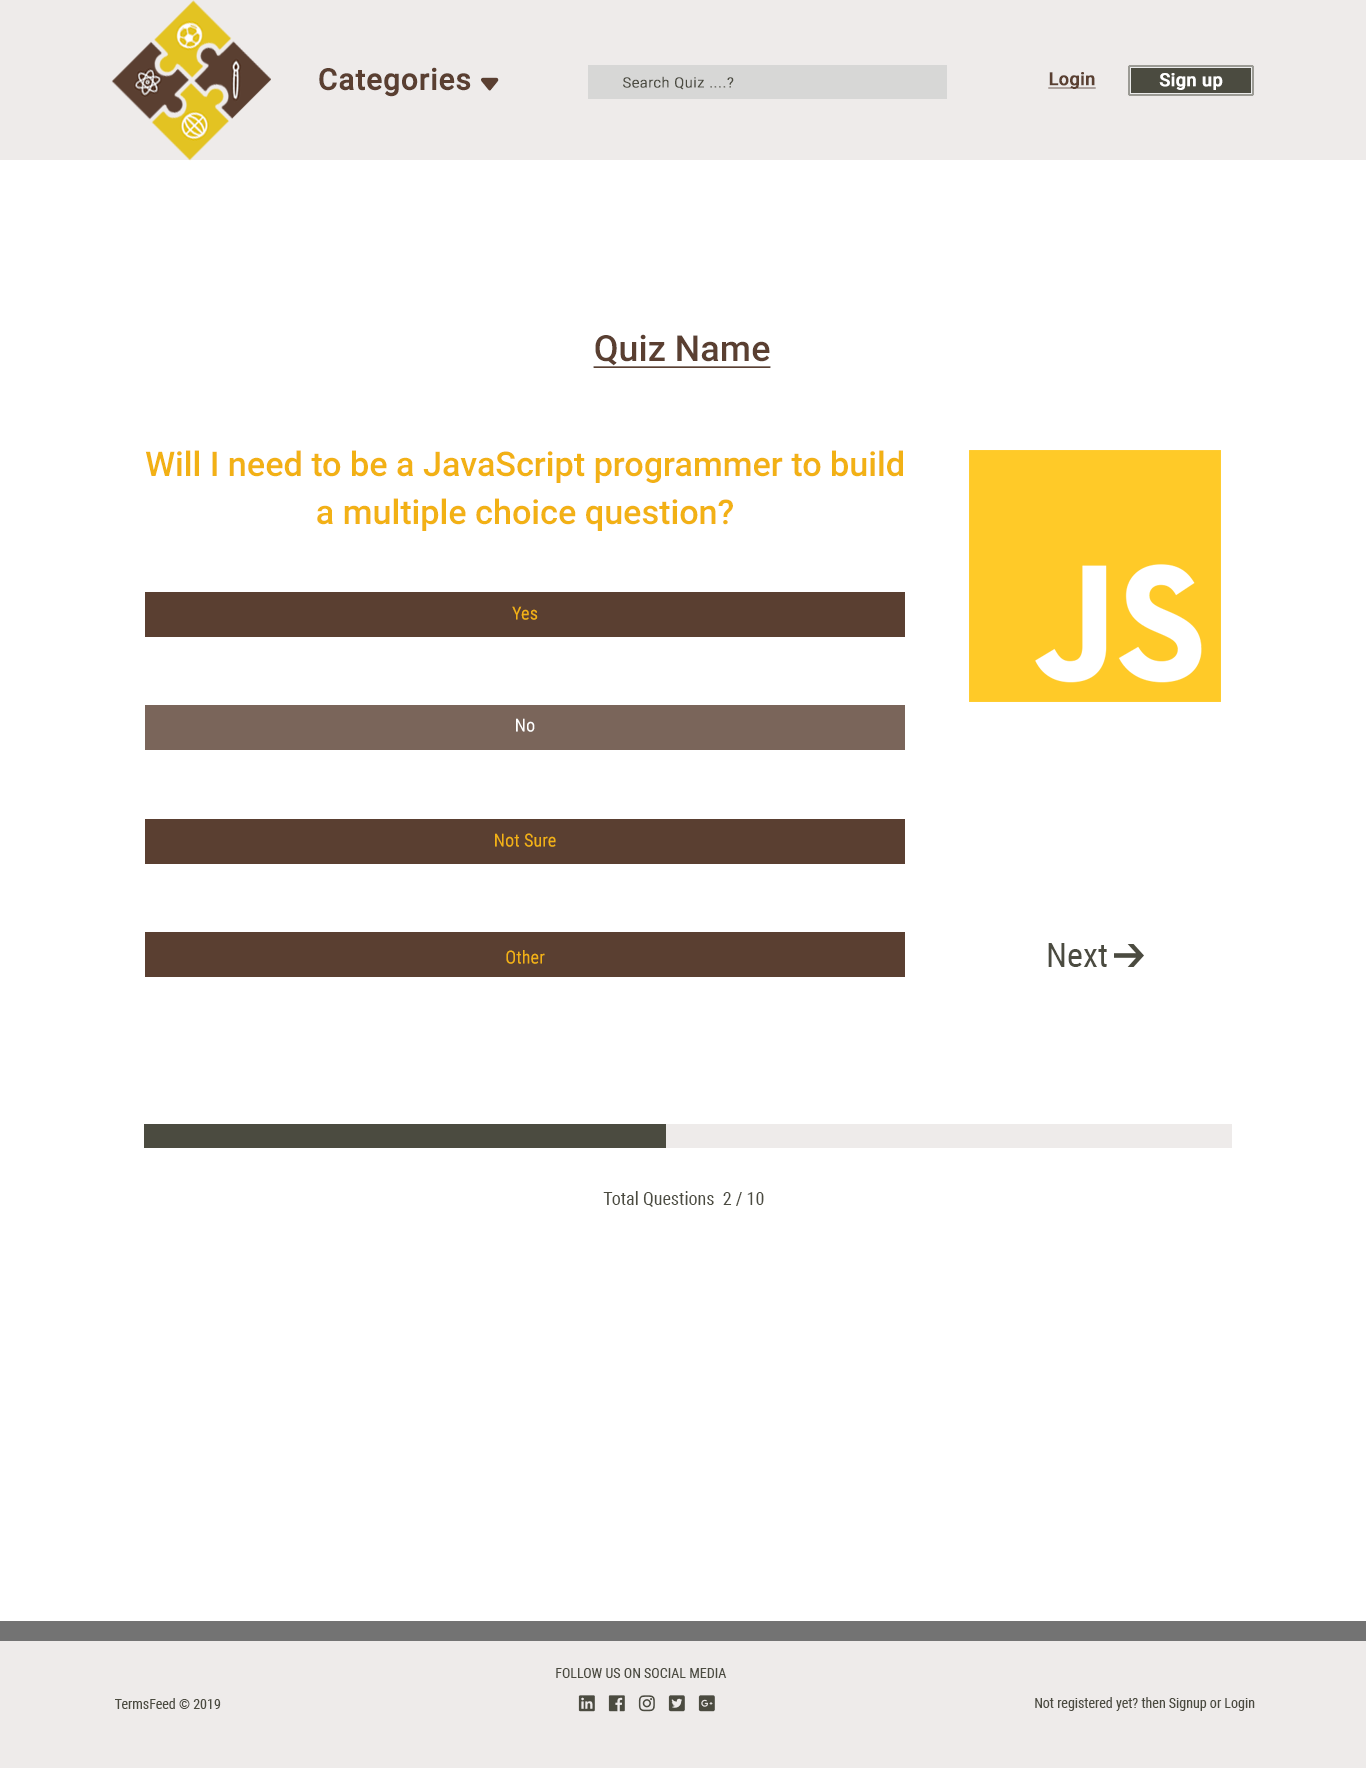 Categories
Search Quiz ....?
Login
Sign up
Quiz Name
Will I need to be a JavaScript programmer to build
a multiple choice question?
JS
Yes
No
Not Sure
Other
Next
Total Questions 2 / 10
FOLLOW US ON SOCIAL MEDIA
TermsFeed © 2019
in
f
G+
Not registered yet? then Signup or Login